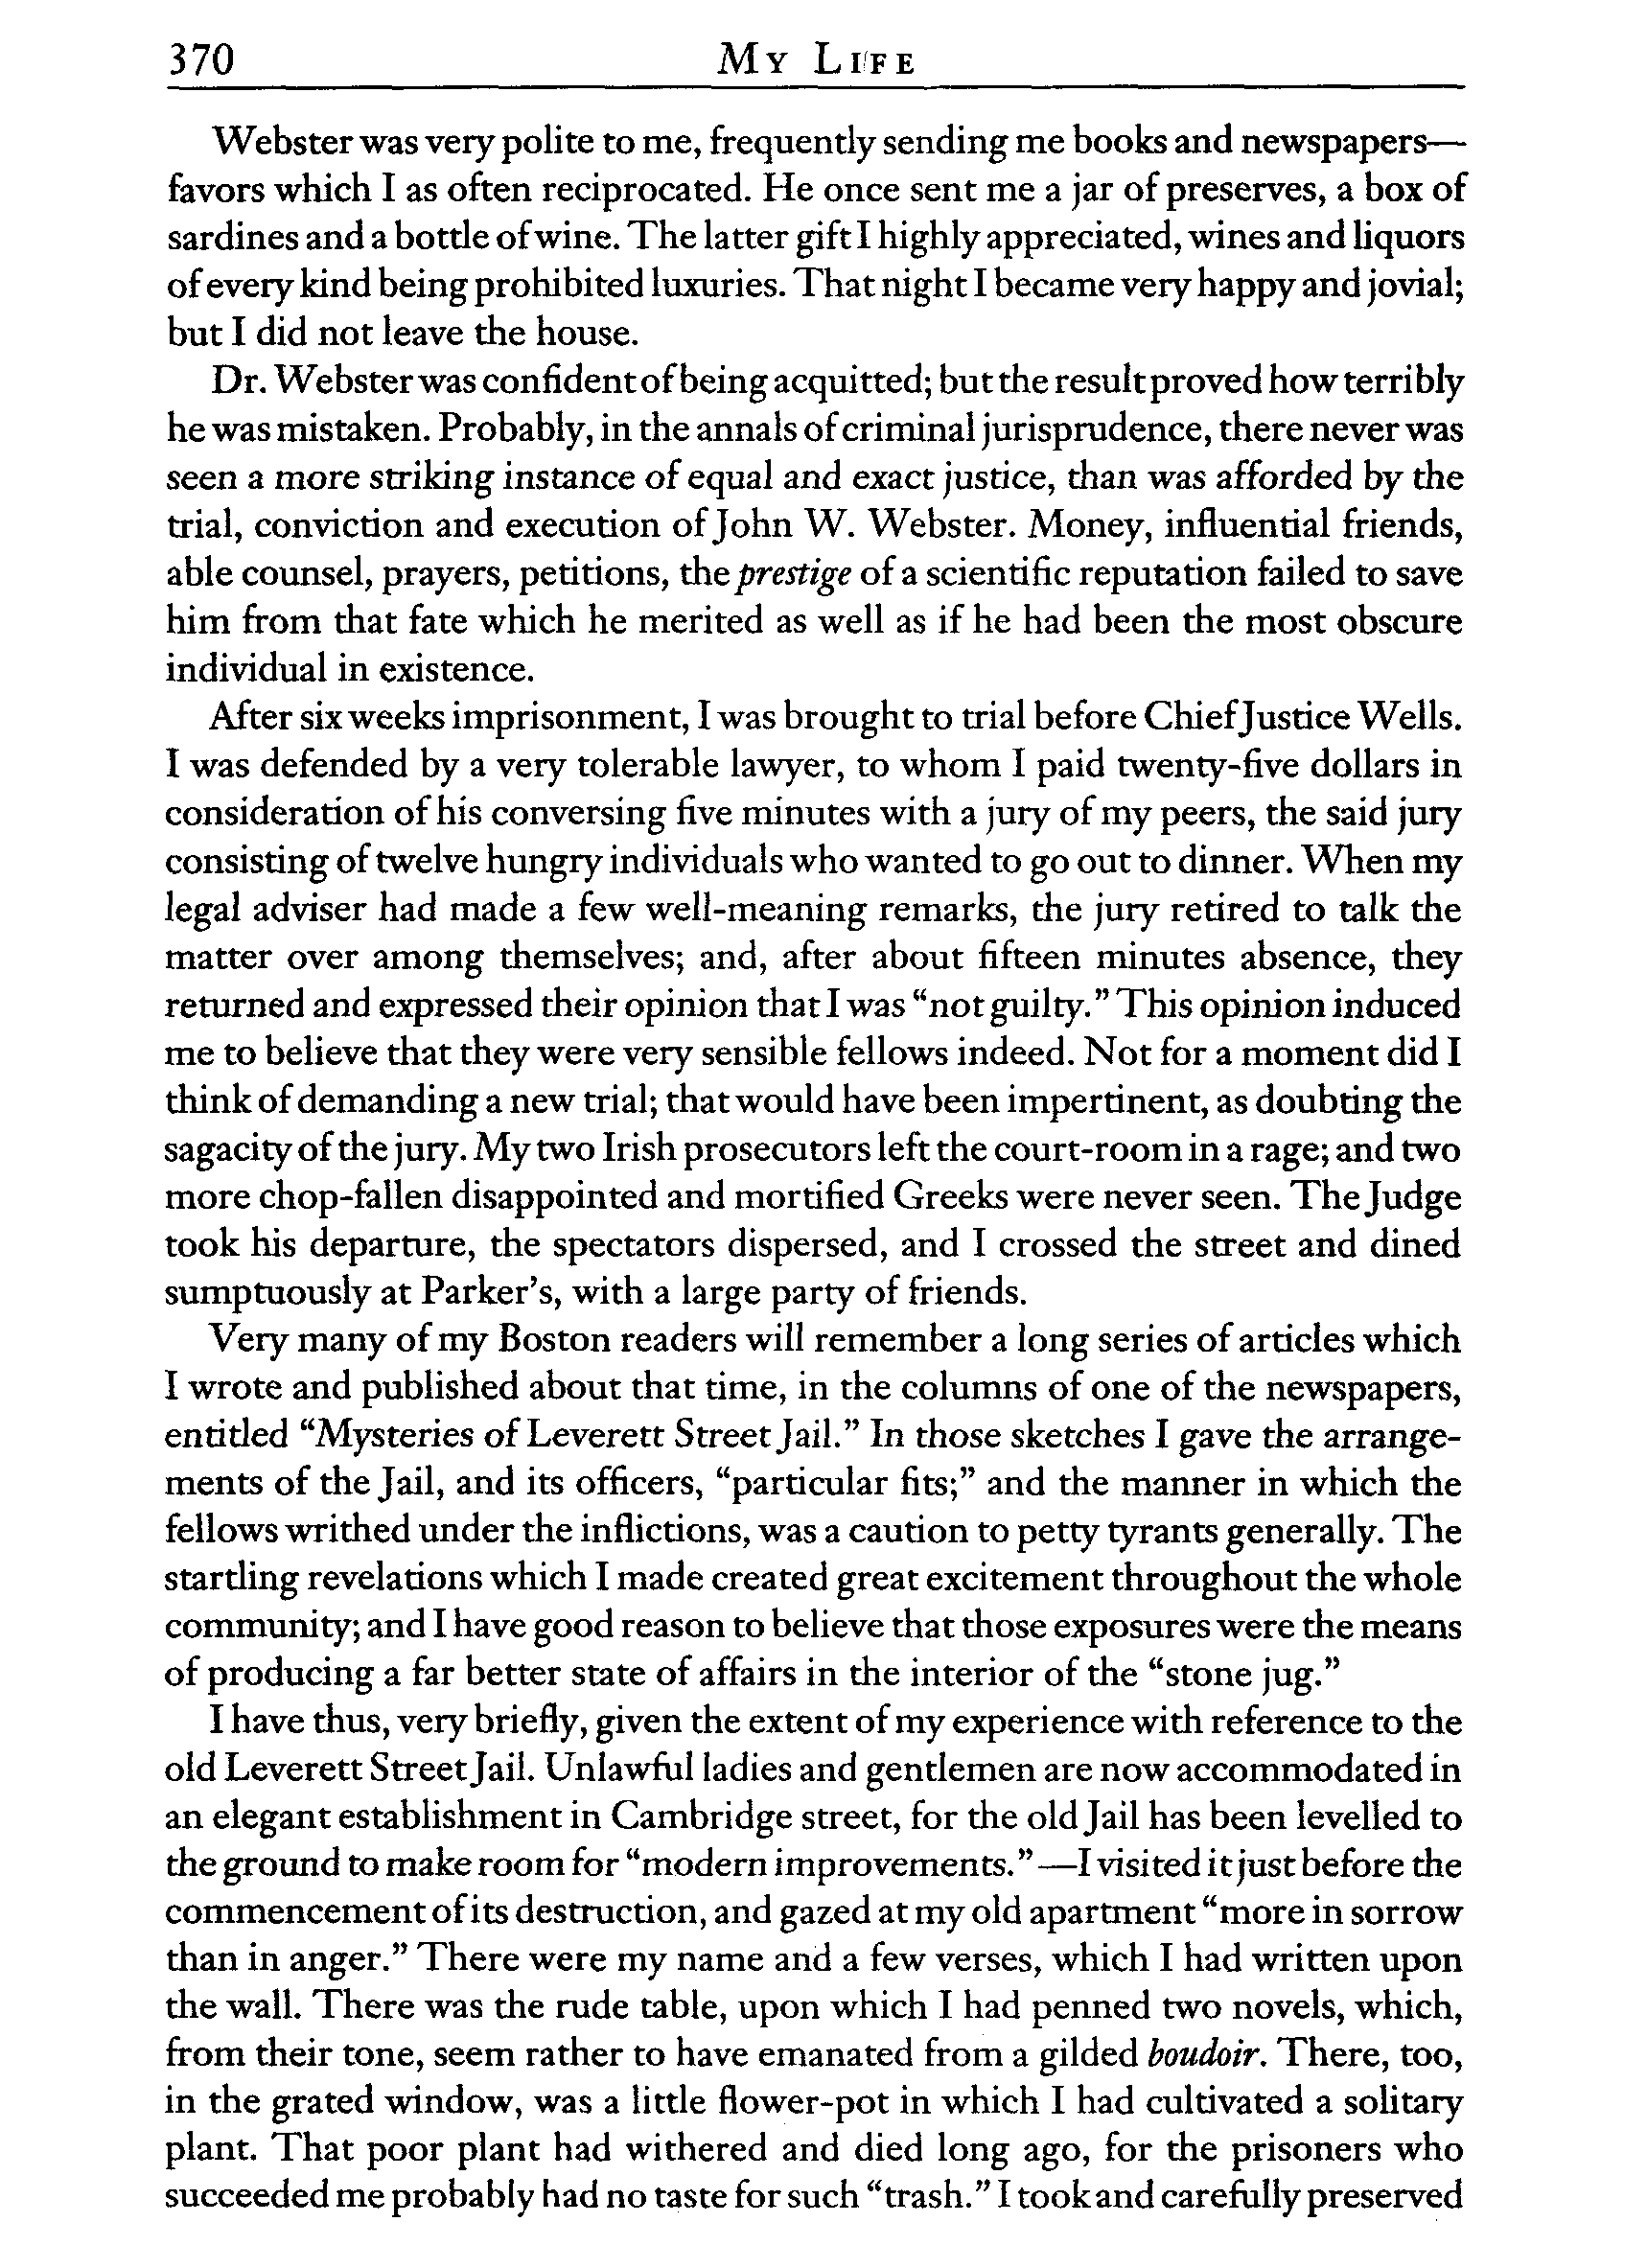 370
My Life
Webster was very polite to me, frequently sending me books and newspapers—
favors which I as often reciprocated. He once sent me a jar of preserves, a box of
sardines and a bottle of wine. The latter gift I highly appreciated, wines and liquors
of every kind being prohibited luxuries. That night I became very happy and jovial;
but I did not leave the house.
Dr. Webster was confident of being acquitted; but the result proved how terribly
he was mistaken. Probably, in the annals of criminal jurisprudence, there never was
seen a more striking instance of equal and exact justice, than was afforded by the
trial, conviction and execution of John W. Webster. Money, influential friends,
able counsel, prayers, petitions, the prestige of a scientific reputation failed to save
him from that fate which he merited as well as if he had been the most obscure
individual in existence.
After six weeks imprisonment, I was brought to trial before Chief Justice Wells.
I was defended by a very tolerable lawyer, to whom I paid twenty-five dollars in
consideration of his conversing five minutes with a jury of my peers, the said jury
consisting of twelve hungry individuals who wanted to go out to dinner. When my
legal adviser had made a few well-meaning remarks, the jury retired to talk the
matter over among themselves; and, after about fifteen minutes absence, they
returned and expressed their opinion that I was “not guilty.” This opinion induced
me to believe that they were very sensible fellows indeed. Not for a moment did I
think of demanding a new trial; that would have been impertinent, as doubting the
sagacity of the jury. My two Irish prosecutors left the court-room in a rage; and two
more chop-fallen disappointed and mortified Greeks were never seen. The Judge
took his departure, the spectators dispersed, and I crossed the street and dined
sumptuously at Parker’s, with a large party of friends.
Very many of my Boston readers will remember a long series of articles which
I wrote and published about that time, in the columns of one of the newspapers,
entitled “Mysteries of Leverett Street Jail.” In those sketches I gave the arrange-
ments of the Jail, and its officers, “particular fits;” and the manner in which the
fellows writhed under the inflictions, was a caution to petty tyrants generally. The
startling revelations which I made created great excitement throughout the whole
community; and I have good reason to believe that those exposures were the means
of producing a far better state of affairs in the interior of the “stone jug.”
I have thus, very briefly, given the extent of my experience with reference to the
old Leverett Street Jail. Unlawful ladies and gentlemen are now accommodated in
an elegant establishment in Cambridge street, for the old Jail has been levelled to
the ground to make room for “modern improvements.”—I visited it just before the
commencement of its destruction, and gazed at my old apartment “more in sorrow
than in anger.” There were my name and a few verses, which I had written upon
the wall. There was the rude table, upon which I had penned two novels, which,
from their tone, seem rather to have emanated from a gilded boudoir. There, too,
in the grated window, was a little flower-pot in which I had cultivated a solitary
plant. That poor plant had withered and died long ago, for the prisoners who
succeeded me probably had no taste for such “trash.” I took and carefully preserved